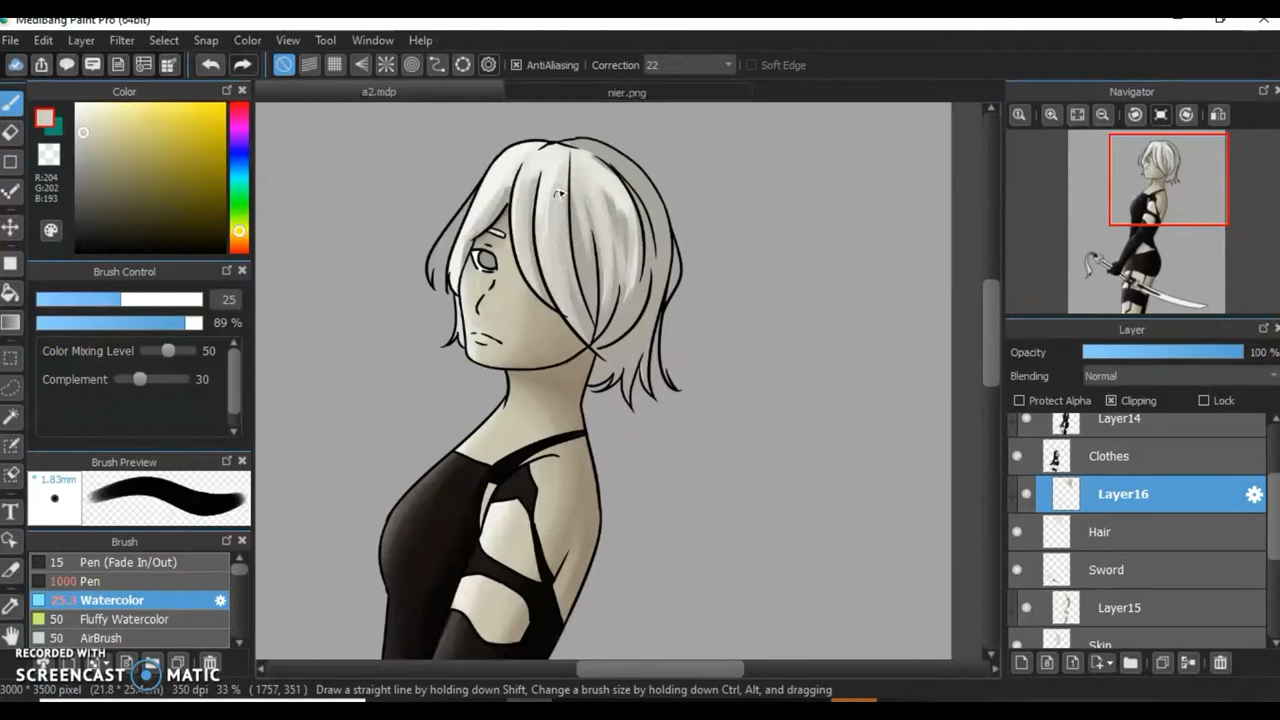 MediBang Paint Pro (64bit)
File Edit Layer Filter Select Snap Color View Tool Window Help
AntiAliasing Correction 22 Soft Edge
Color
a2.mdp
nier.png
Navigator
R:204
G:202
B:193
Brush Control
25
89 %
Color Mixing Level 50
Complement 30
Brush Preview
* 1.83mm
Brush
15 Pen (Fade In/Out)
1000 Pen
25.3 Watercolor
50 Fluffy Watercolor
50 AirBrush
Layer
Opacity 100 %
Blending Normal
Protect Alpha Clipping Lock
Layer14
Clothes
Layer16
Hair
Sword
Layer15
Skin
RECORDED WITH
SCREENCAST MATIC
3000 * 3500 pixel 350 dpi 33 % ( 1757, 351 ) Draw a straight line by holding down Shift, Change a brush size by holding down Ctrl, Alt, and dragging